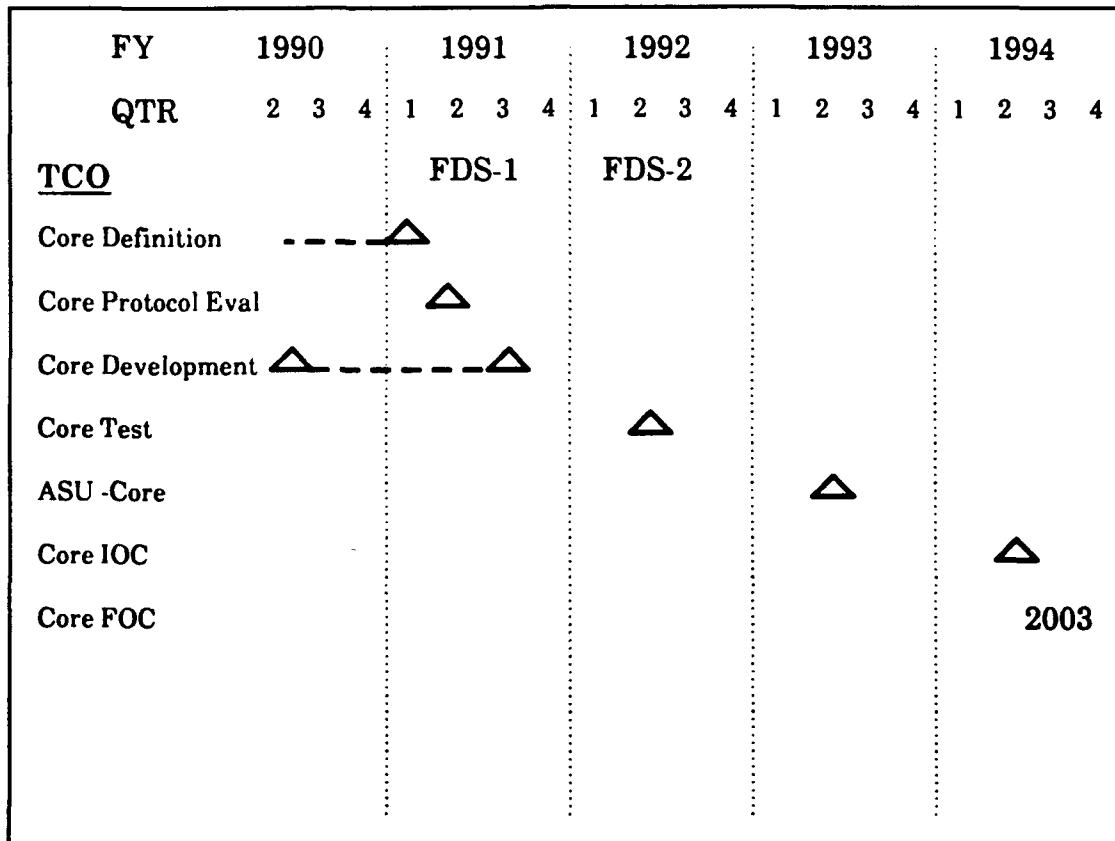 FY 1990 1991 1992 1993 1994
QTR 2 3 4 1 2 3 4 1 2 3 4 1 2 3 4 1 2 3 4
TCO FDS-1 FDS-2
Core Definition
Core Protocol Eval
Core Development
Core Test
ASU -Core
Core IOC
Core FOC 2003